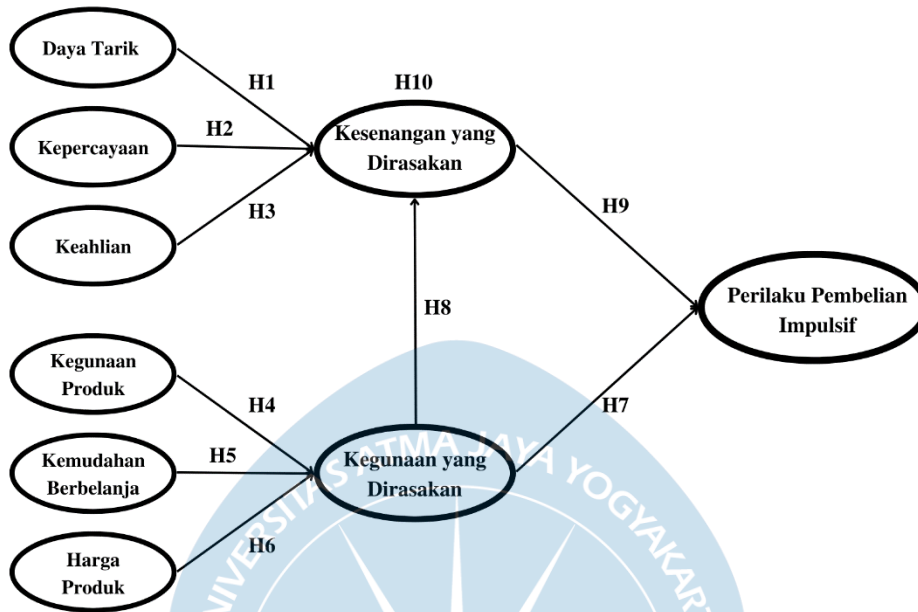 Daya Tarik
H1
H10
Kepercayaan
H2
Kesenangan yang
Dirasakan
Keahlian
H3
H9
H8
Perilaku Pembelian
Impulsif
Kegunaan
Produk
H4
H7
Kemudahan
Berbelanja
H5
Kegunaan yang
Dirasakan
Harga
Produk
H6
UNIVERSITAS ATMA JAYA YOGYAKAR